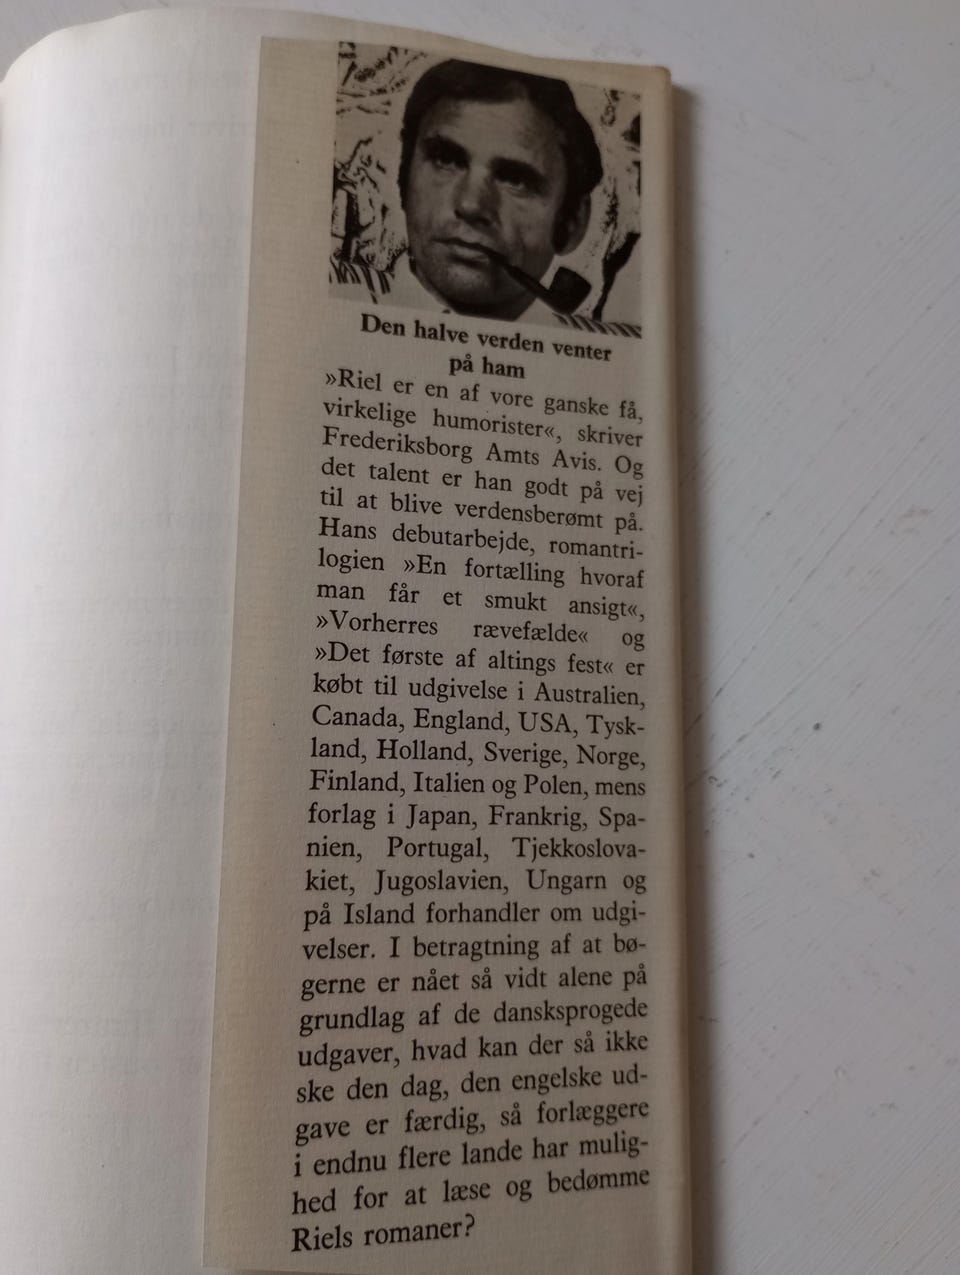 Den halve verden venter
på ham
»Riel er en af vore ganske få,
virkelige humorister«, skriver
Frederiksborg Amts Avis. Og
det talent er han godt på vej
til at blive verdensberømt på.
Hans debutarbejde, romantri-
logien »En fortælling hvoraf
man får et smukt ansigt«,
»Vorherres rævefælde« og
»Det første af altings fest« er
købt til udgivelse i Australien,
Canada, England, USA, Tysk-
land, Holland, Sverige, Norge,
Finland, Italien og Polen, mens
forlag i Japan, Frankrig, Spa-
nien, Portugal, Tjekkoslova-
kiet, Jugoslavien, Ungarn og
på Island forhandler om udgi-
velser. I betragtning af at bø-
gerne er nået så vidt alene på
grundlag af de dansksprogede
udgaver, hvad kan der så ikke
ske den dag, den engelske ud-
gave er færdig, så forlæggere
i endnu flere lande har mulig-
hed for at læse og bedømme
Riels romaner?